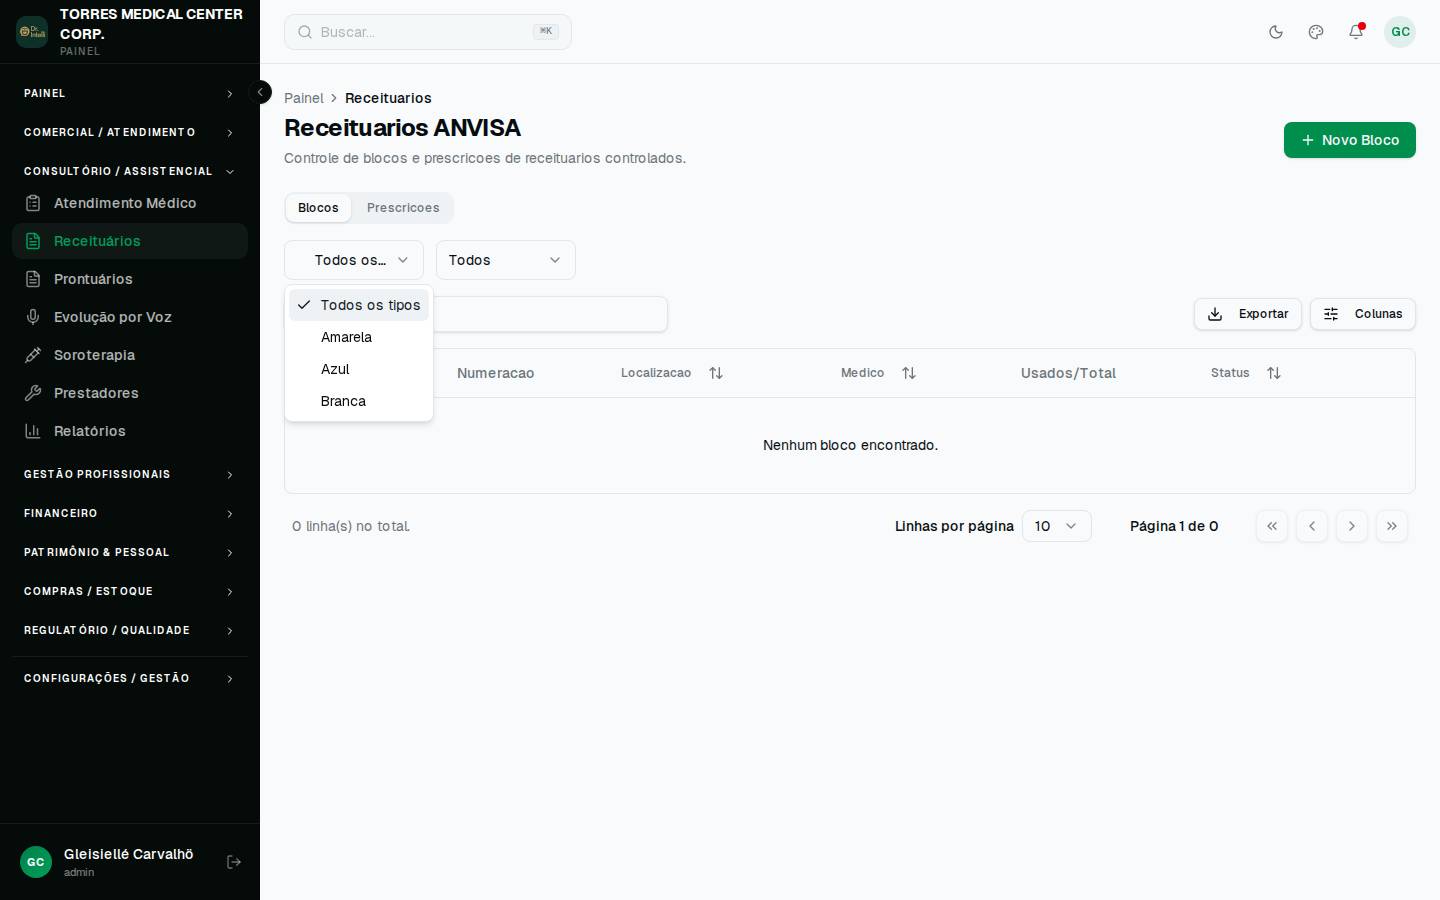 TORRES MEDICAL CENTER
CORP.
PAINEL
PAINEL
COMERCIAL / ATENDIMENTO
CONSULTÓRIO / ASSISTENCIAL
Atendimento Médico
Receituários
Prontuários
Evolução por Voz
Soroterapia
Prestadores
Relatórios
GESTÃO PROFISSIONAIS
FINANCEIRO
PATRIMÔNIO & PESSOAL
COMPRAS / ESTOQUE
REGULATÓRIO / QUALIDADE
CONFIGURAÇÕES / GESTÃO
GC
Gleisiellé Carvalhö
admin
Buscar...
⌘K
GC
Painel
Receituarios
Receituarios ANVISA
Controle de blocos e prescricoes de receituarios controlados.
Novo Bloco
Blocos
Prescricoes
Todos os...
Todos
Todos os tipos
Amarela
Azul
Branca
Exportar
Colunas
Numeracao
Localizacao
Medico
Usados/Total
Status
Nenhum bloco encontrado.
0 linha(s) no total.
Linhas por página
10
Página 1 de 0